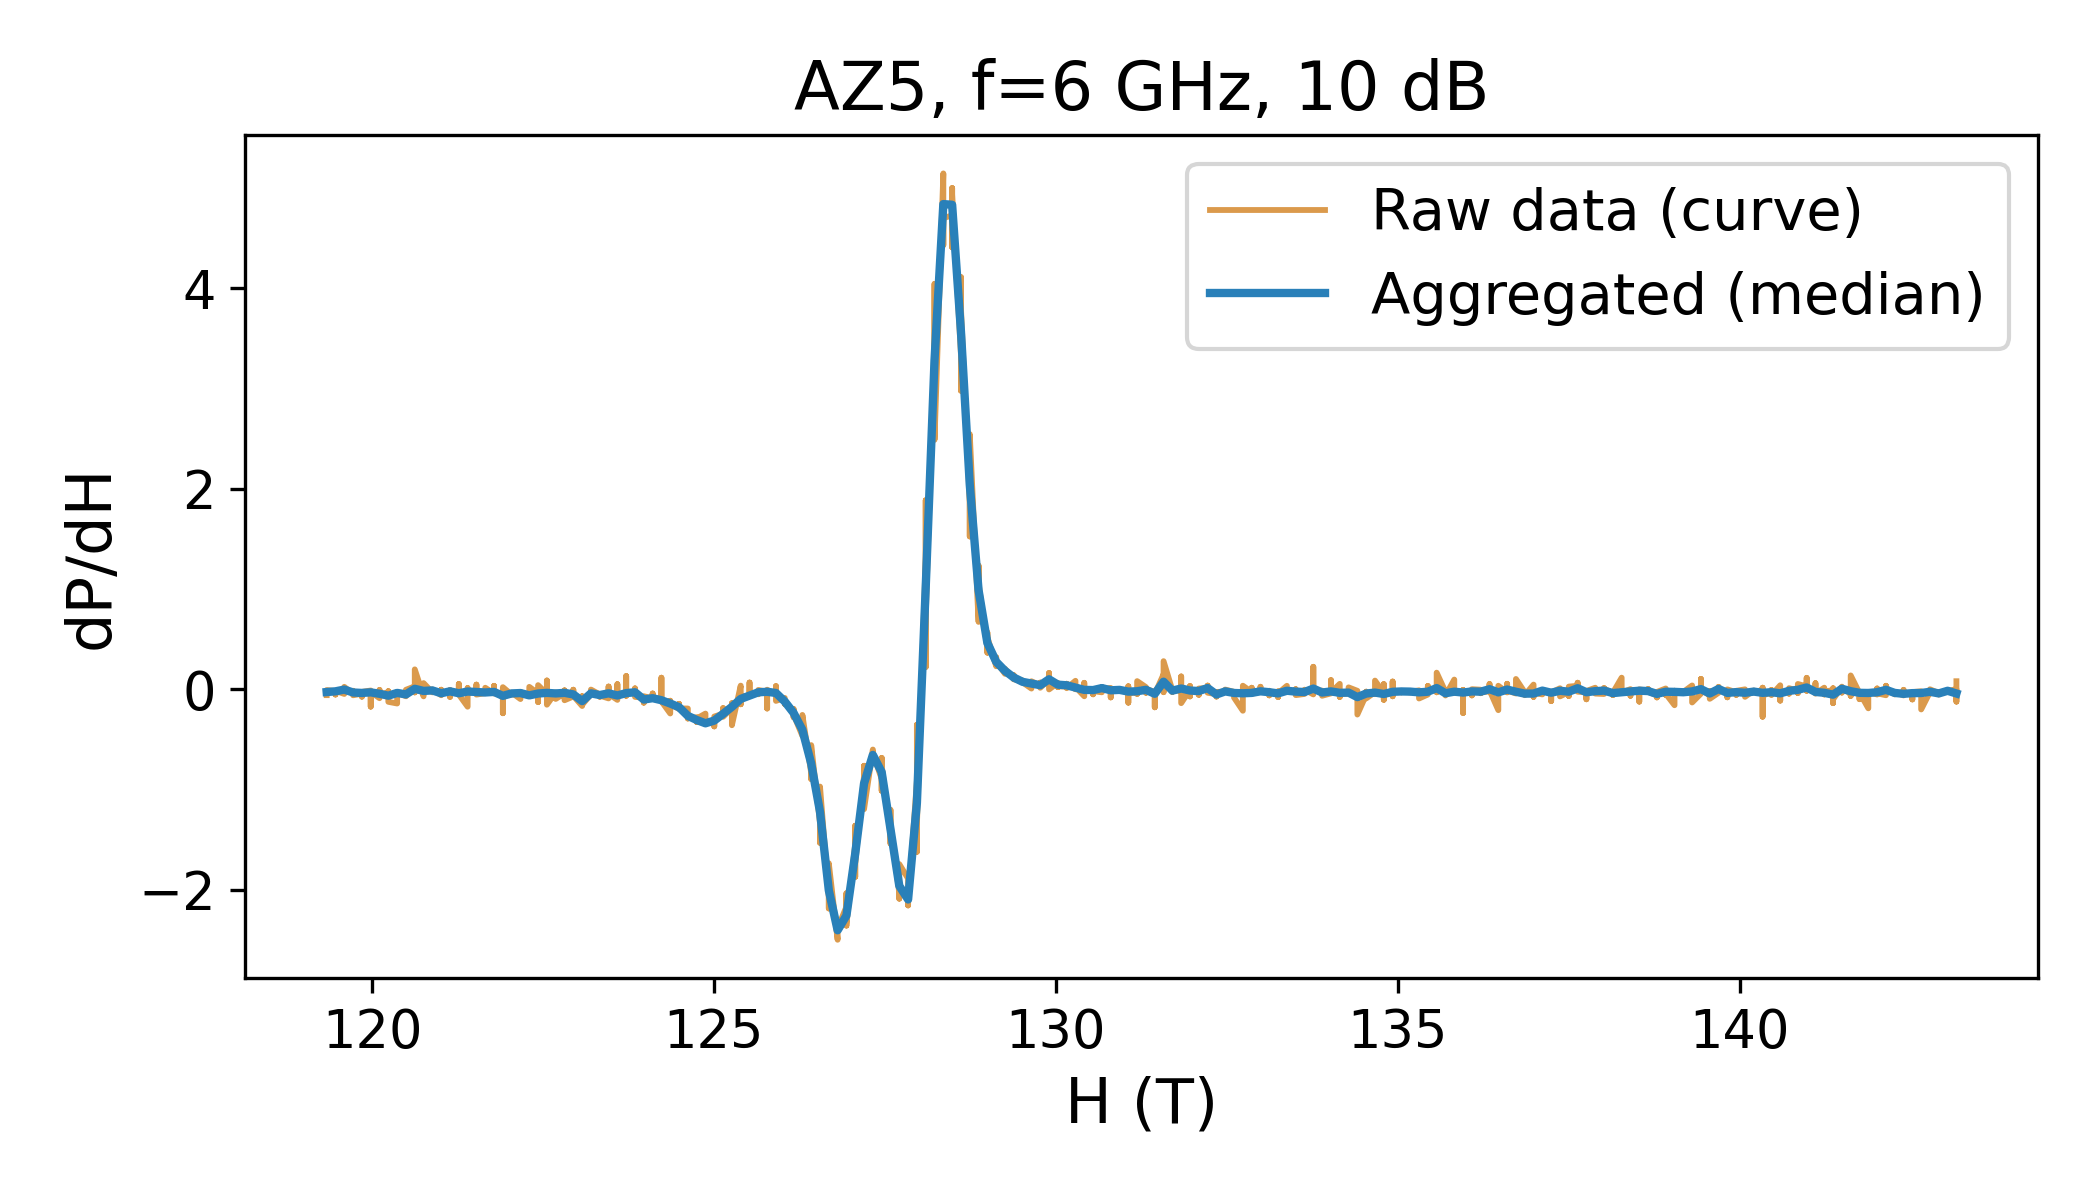 AZ5, f=6 GHz, 10 dB
Raw data (curve)
Aggregated (median)
dP/dH
4
2
0
−2
120 125 130 135 140
H (T)